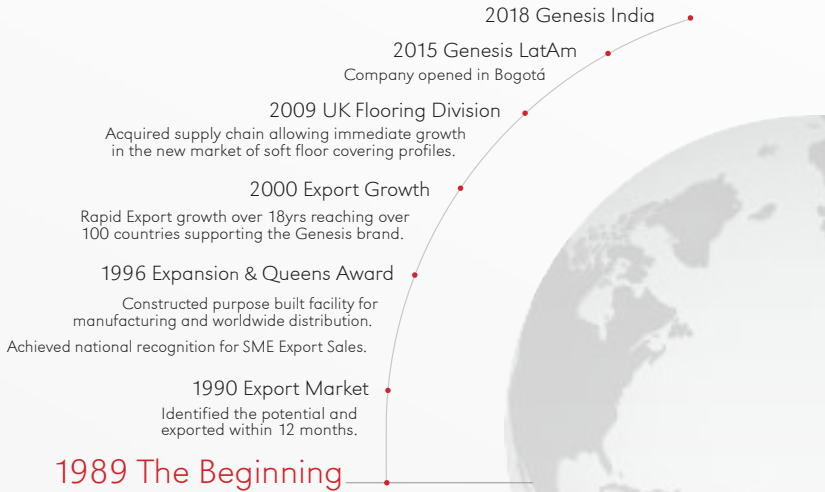 2018 Genesis India
2015 Genesis LatAm
Company opened in Bogotá
2009 UK Flooring Division
Acquired supply chain allowing immediate growth
in the new market of soft floor covering profiles.
2000 Export Growth
Rapid Export growth over 18yrs reaching over
100 countries supporting the Genesis brand.
1996 Expansion & Queens Award
Constructed purpose built facility for
manufacturing and worldwide distribution.
Achieved national recognition for SME Export Sales.
1990 Export Market
Identified the potential and
exported within 12 months.
1989 The Beginning